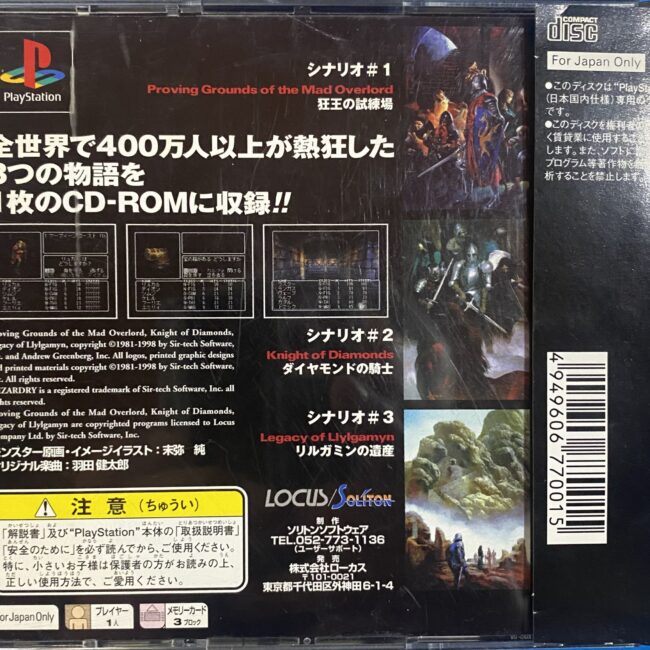 PlayStation
シナリオ#1
Proving Grounds of the Mad Overlord
狂王の試練場
全世界で400万人以上が熱狂した
3つの物語を
1枚のCD-ROMに収録!!
シナリオ#2
Knight of Diamonds
ダイヤモンドの騎士
シナリオ#3
Legacy of Llylgamyn
リルガミンの遺産
roving Grounds of the Mad Overlord, Knight of Diamonds,
egacy of Llylgamyn, copyright ©1981-1998 by Sir-tech Software,
c. and Andrew Greenberg, Inc. All logos, printed graphic designs
nd printed materials copyright ©1981-1998 by Sir-tech Software,
c. All rights reserved.
IZARDRY is a registered trademark of Sir-tech Software, Inc. all
ghts reserved.
oving Grounds of the Mad Overlord, Knight of Diamonds,
egacy of Llylgamyn are copyrighted programs licensed to Locus
ompany Ltd. by Sir-tech Software, Inc.
ンスター原画・イメージイラスト:末弥 純
リジナル楽曲:羽田 健太郎
注意(ちゅうい)
「解説書」及び"PlayStation"本体の「取扱説明書」
「安全のために」を必ず読んでから、ご使用ください。
特に、小さいお子様は保護者の方がお読みの上、
正しい使用方法で、ご愛用ください。
LOCUS/SOLITON
制作
ソリトンソフトウェア
TEL.052-773-1136
(ユーザーサポート)
発売
株式会社ローカス
〒101-0021
東京都千代田区外神田6-1-4
For Japan Only
プレイヤー
1人
メモリーカード
3ブロック
COMPACT
disc
For Japan Only
●このディスクは"PlaySta
(日本国内仕様)専用の
です。
●このディスクを権利者の
く賃貸業に使用すること
します。また、ソフトに
プログラム等著作物を
析することを禁止します。
4949606770015